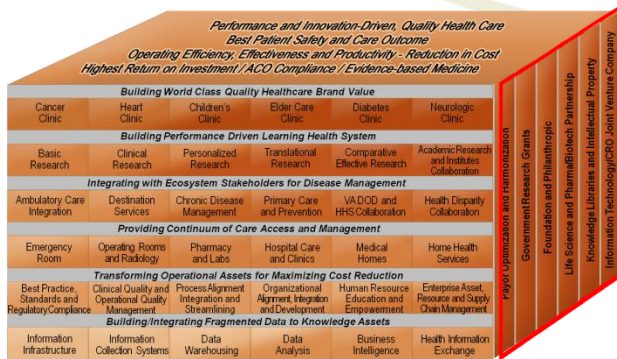 Performance and Innovation-Driven, Quality Health Care
Best Patient Safety and Care Outcome
Operating Efficiency, Effectiveness and Productivity - Reduction in Cost
Highest Return on Investment / ACO Compliance / Evidence-based Medicine
Building World Class Quality Healthcare Brand Value
Cancer Clinic
Heart Clinic
Children's Clinic
Elder Care Clinic
Diabetes Clinic
Neurologic Clinic
Building Performance Driven Learning Health System
Basic Research
Clinical Research
Personalized Research
Translational Research
Comparative Effective Research
Academic Research and Institutes Collaboration
Integrating with Ecosystem Stakeholders for Disease Management
Ambulatory Care Integration
Destination Services
Chronic Disease Management
Primary Care and Prevention
VA DOD and HHS Collaboration
Health Disparity Collaboration
Providing Continuum of Care Access and Management
Emergency Room
Operating Rooms and Radiology
Pharmacy and Labs
Hospital Care and Clinics
Medical Homes
Home Health Services
Transforming Operational Assets for Maximizing Cost Reduction
Best Practice, Standards and Regulatory Compliance
Clinical Quality and Operational Quality Management
Process Alignment Integration and Streamlining
Organizational Alignment, Integration and Development
Human Resource Education and Empowerment
Enterprise Asset, Resource and Supply Chain Management
Building/Integrating Fragmented Data to Knowledge Assets
Information Infrastructure
Information Collection Systems
Data Warehousing
Data Analysis
Business Intelligence
Health Information Exchange
Payor Optimization and Harmonization
Government Research Grants
Foundation and Philanthropic
Life Science and Pharma/Biotech Partnership
Knowledge Libraries and Intellectual Property
Information Technology/CRO Joint Venture Company